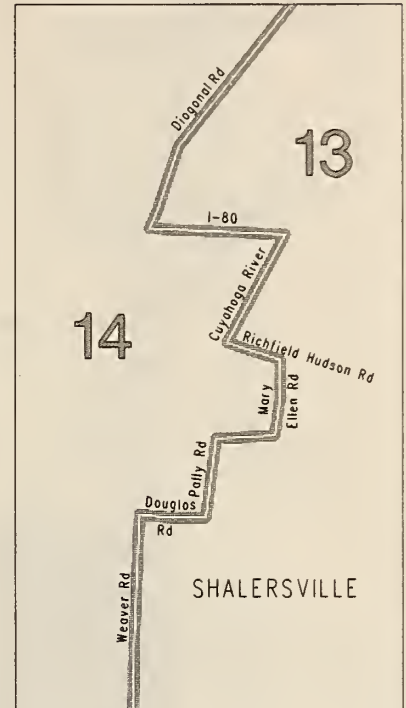 Diagonal Rd
13
I-80
Cuyahoga River
14
Richfield Hudson Rd
Mary
Ellen Rd
Pally Rd
Douglas
Rd
SHALERSVILLE
Weaver Rd